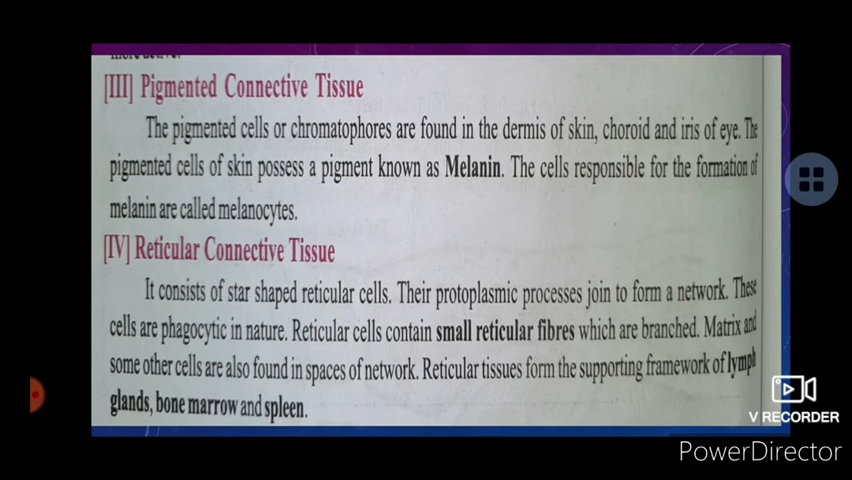 more active.
[III] Pigmented Connective Tissue
The pigmented cells or chromatophores are found in the dermis of skin, choroid and iris of eye. The
pigmented cells of skin possess a pigment known as Melanin. The cells responsible for the formation of
melanin are called melanocytes.
[IV] Reticular Connective Tissue
It consists of star shaped reticular cells. Their protoplasmic processes join to form a network. These
cells are phagocytic in nature. Reticular cells contain small reticular fibres which are branched. Matrix and
some other cells are also found in spaces of network. Reticular tissues form the supporting framework of lymph
glands, bone marrow and spleen.
V RECORDER
PowerDirector